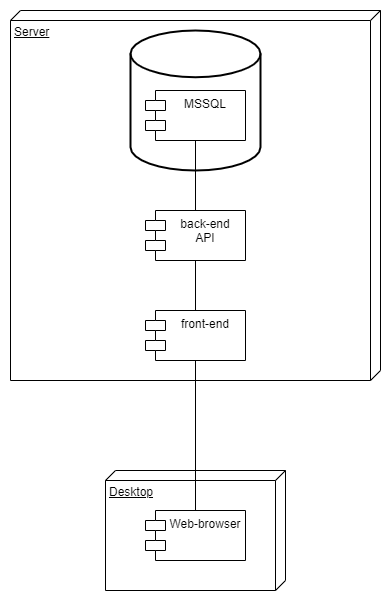 Server
MSSQL
back-end
API
front-end
Desktop
Web-browser